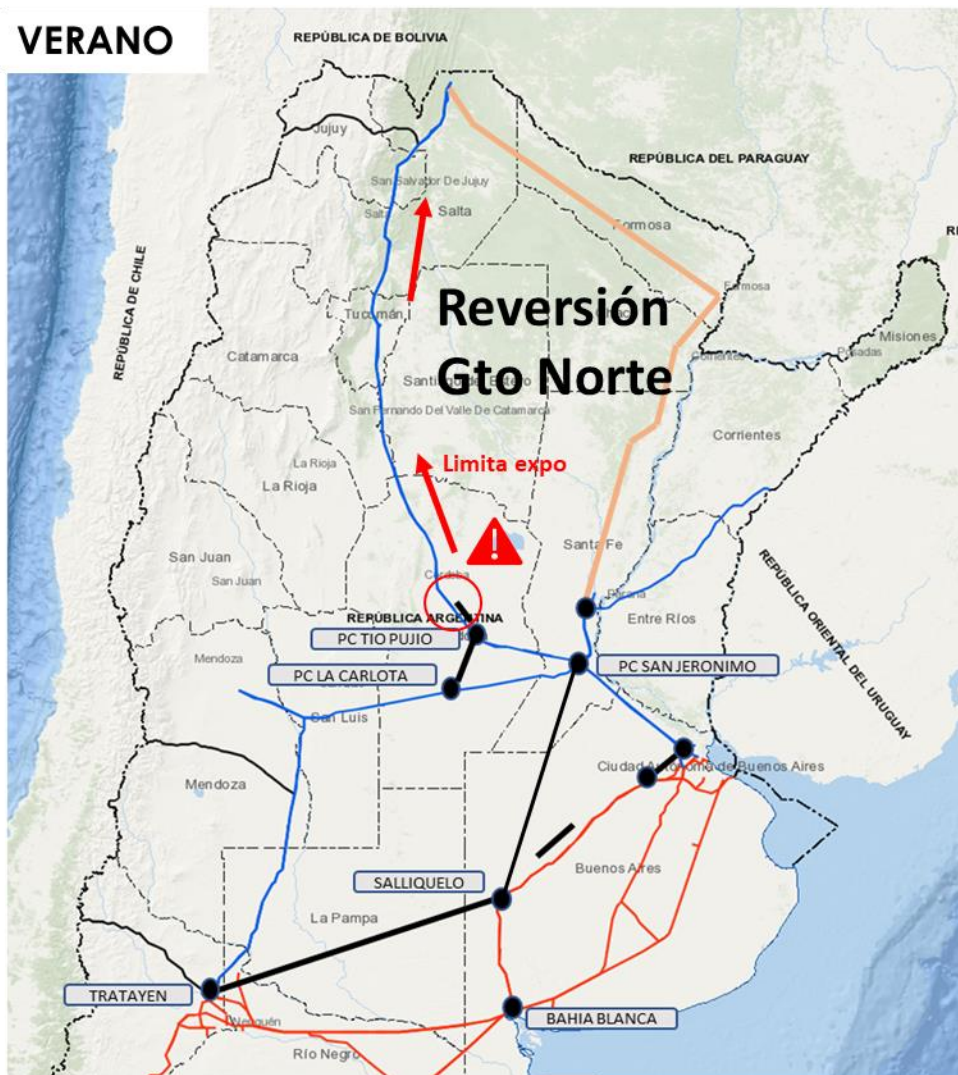 VERANO
REPÚBLICA DE BOLIVIA
Jujuy
REPÚBLICA DEL PARAGUAY
San Salvador De Jujuy
Salta
Salta
Formosa
REPÚBLICA DE CHILE
Formosa
Reversión
Tucumán
Misiones
Corrientes
Posadas
Catamarca
Gto Norte
San Fernando Del Valle De Catamarca
Corrientes
Limita expo
La Rioja
La Rioja
Santa Fe
San Juan
San Juan
Córdoba
REPÚBLICA ARGENTINA
Entre Ríos
REPÚBLICA ORIENTAL DEL URUGUAY
PC TIO PUJIO
Mendoza
PC LA CARLOTA
PC SAN JERONIMO
San Luis
Mendoza
Ciudad Autónoma de Buenos Aires
Buenos Aires
SALLIQUELO
La Pampa
TRATAYEN
Neuquén
BAHIA BLANCA
Río Negro